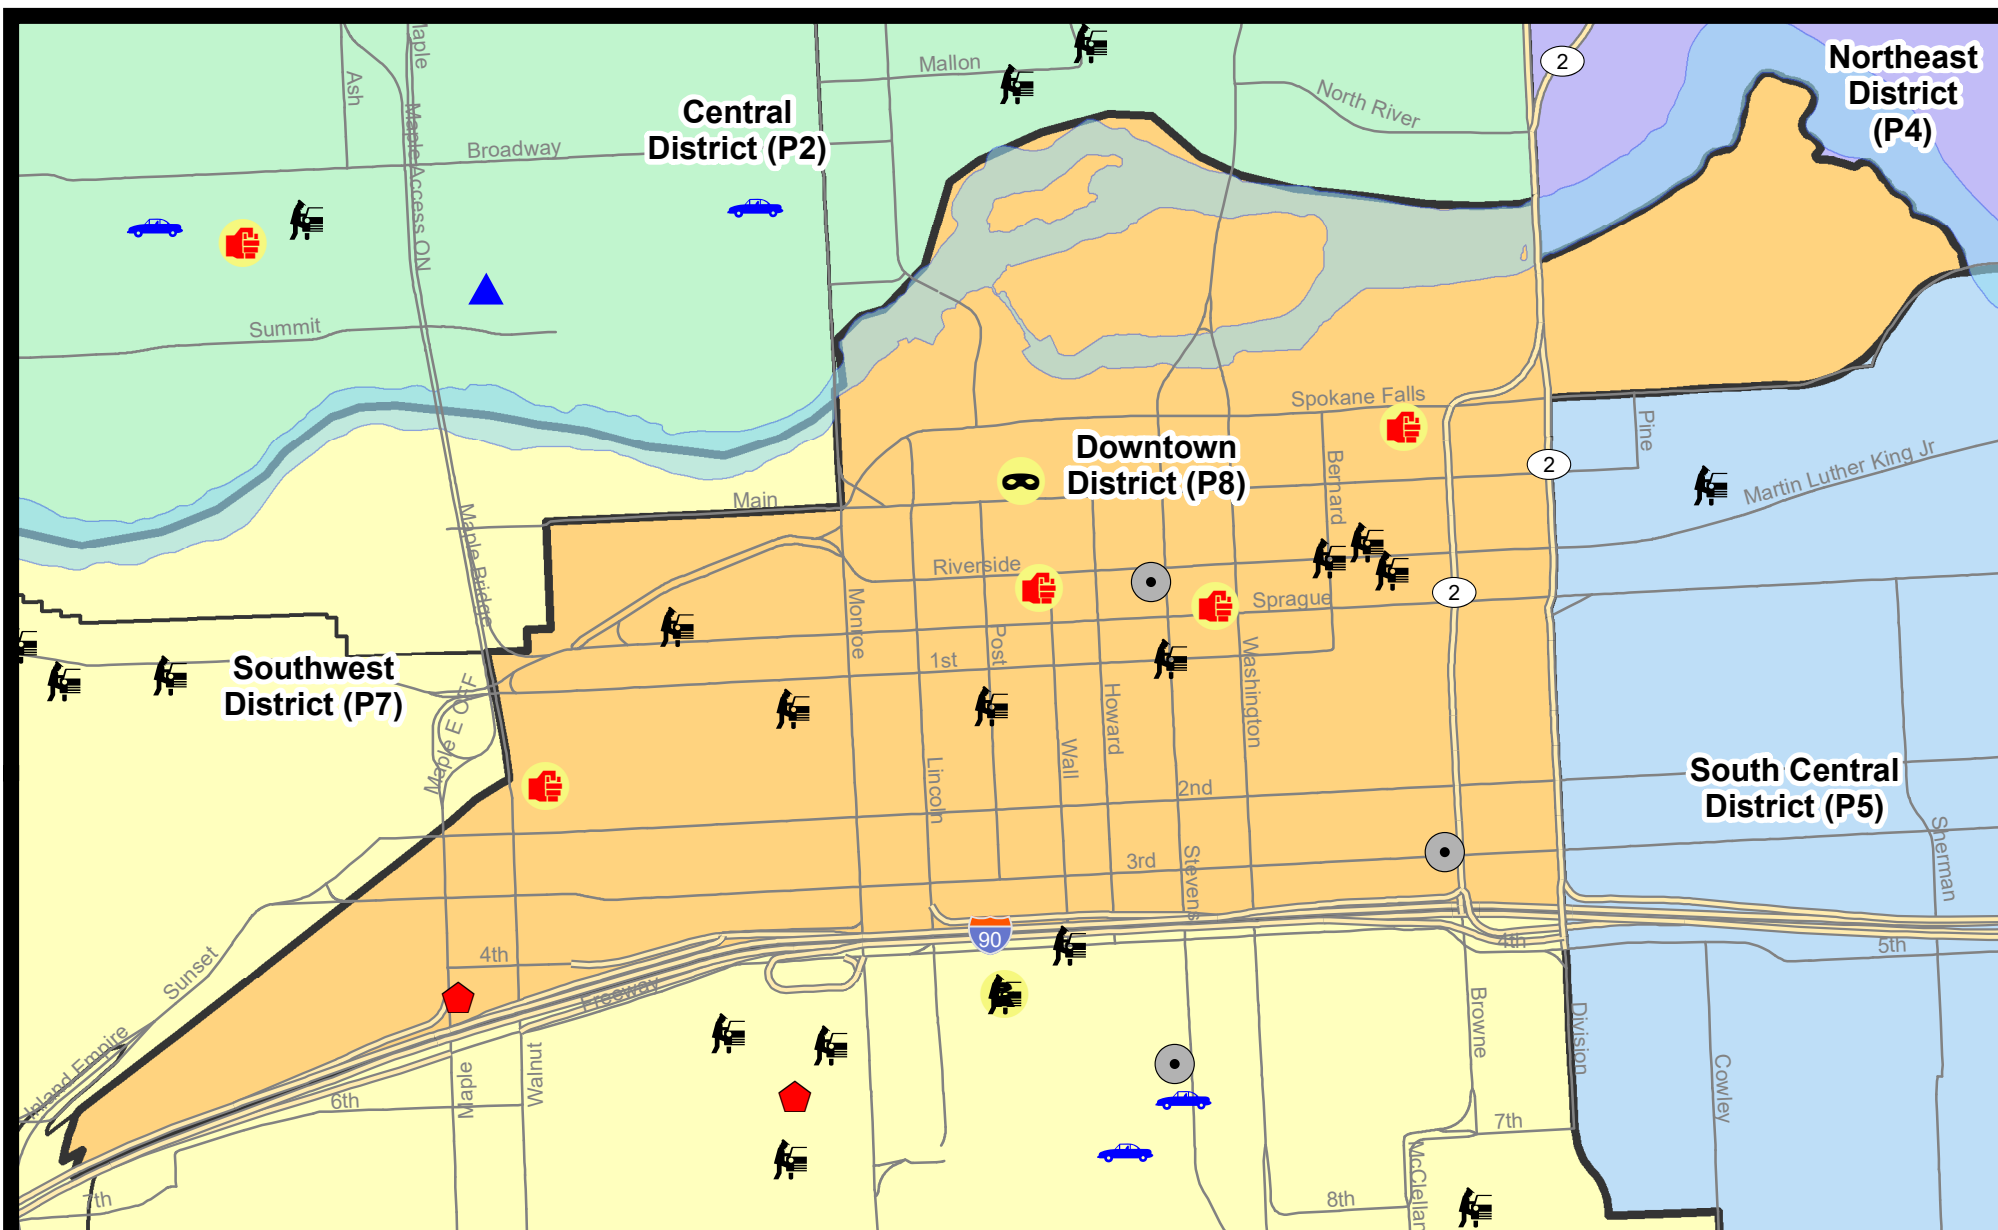 Maple
Ash
Mallon
2
Northeast
District
(P4)
North River
Central
District (P2)
Broadway
Maple Access ON
Summit
Spokane Falls
Pine
Downtown
District (P8)
Bernard
2
Martin Luther King Jr
Main
Maple Bridge
Riverside
Monroe
Sprague
2
Post
1st
Washington
Southwest
District (P7)
Maple E OFF
Howard
Wall
Lincoln
2nd
South Central
District (P5)
Sherman
3rd
Stevens
90
4th
5th
4th
Sunset
Freeway
Browne
Division
Inland Empire
Maple
Walnut
6th
Cowley
7th
McClellan
7th
8th